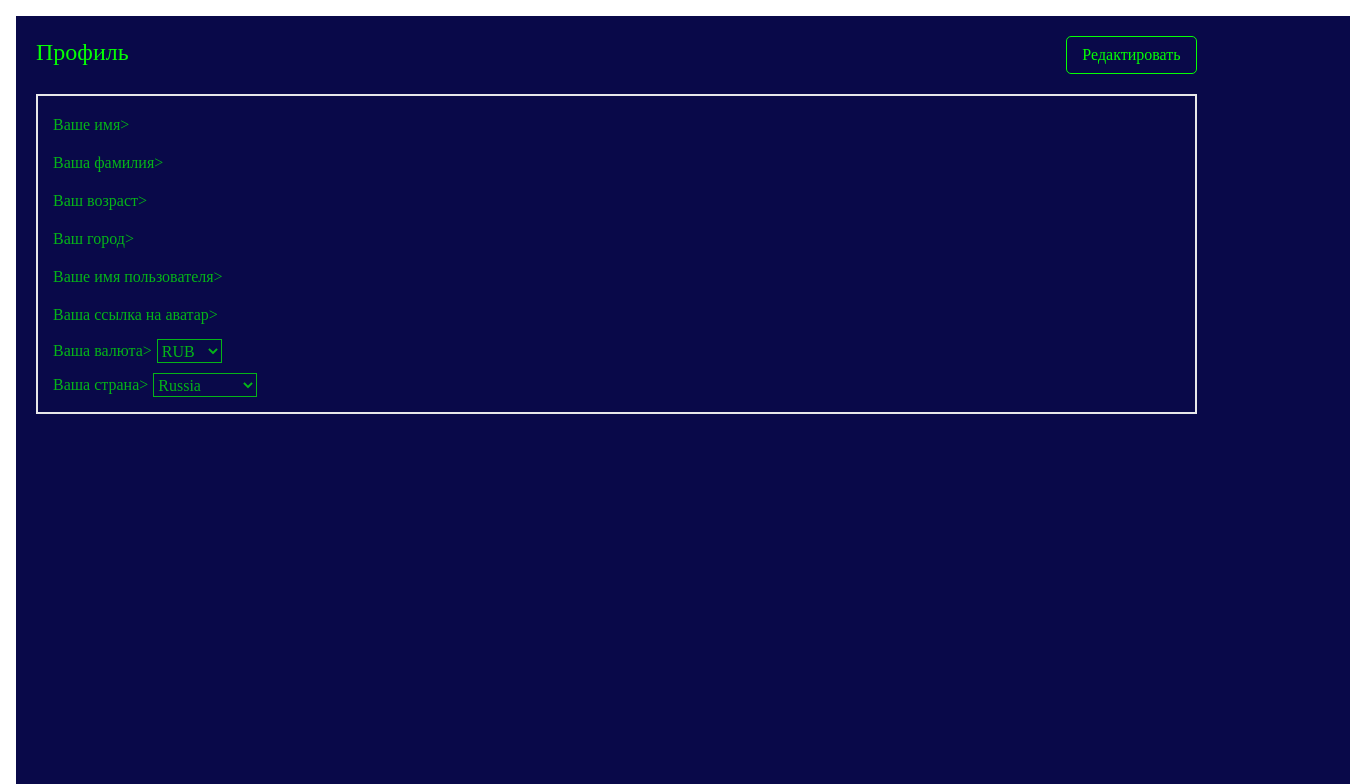 Профиль
Редактировать
Ваше имя>
Ваша фамилия>
Ваш возраст>
Ваш город>
Ваше имя пользователя>
Ваша ссылка на аватар>
Ваша валюта> RUB
Ваша страна> Russia